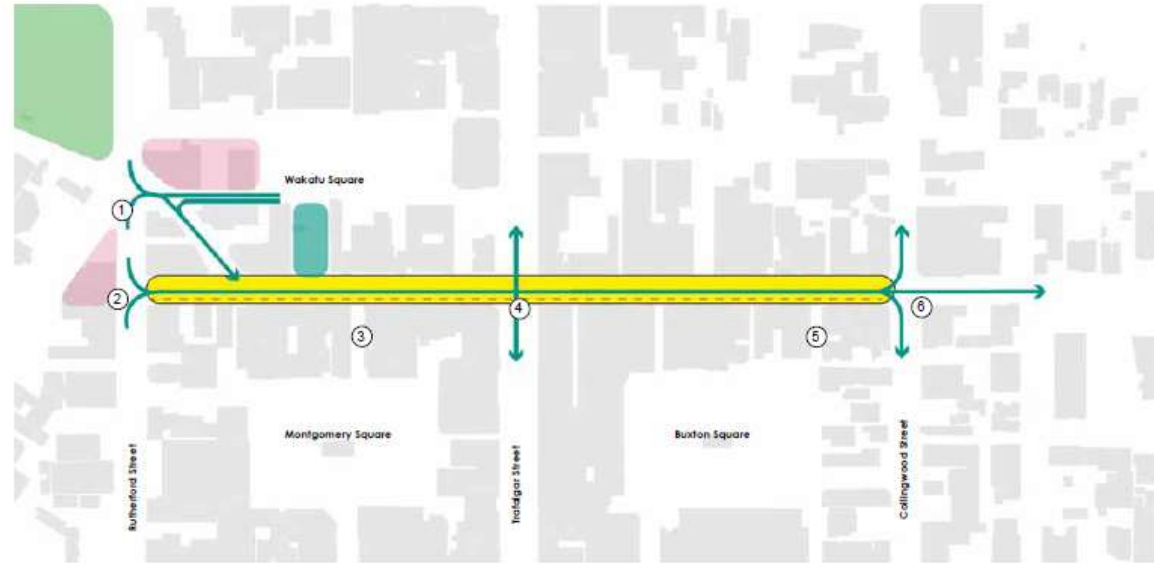 Wakatu Square
1
2
4
6
3
5
Montgomery Square
Buxton Square
Rutherford Street
Trafalgar Street
Collingwood Street